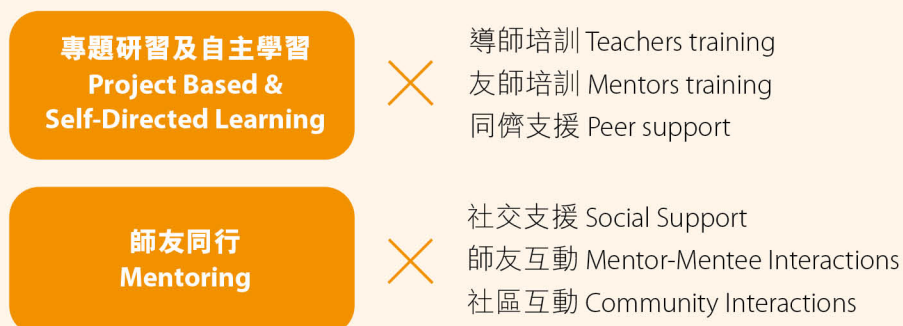 專題研習及自主學習
Project Based &
Self-Directed Learning
導師培訓 Teachers training
友師培訓 Mentors training
同儕支援 Peer support
師友同行
Mentoring
社交支援 Social Support
師友互動 Mentor-Mentee Interactions
社區互動 Community Interactions